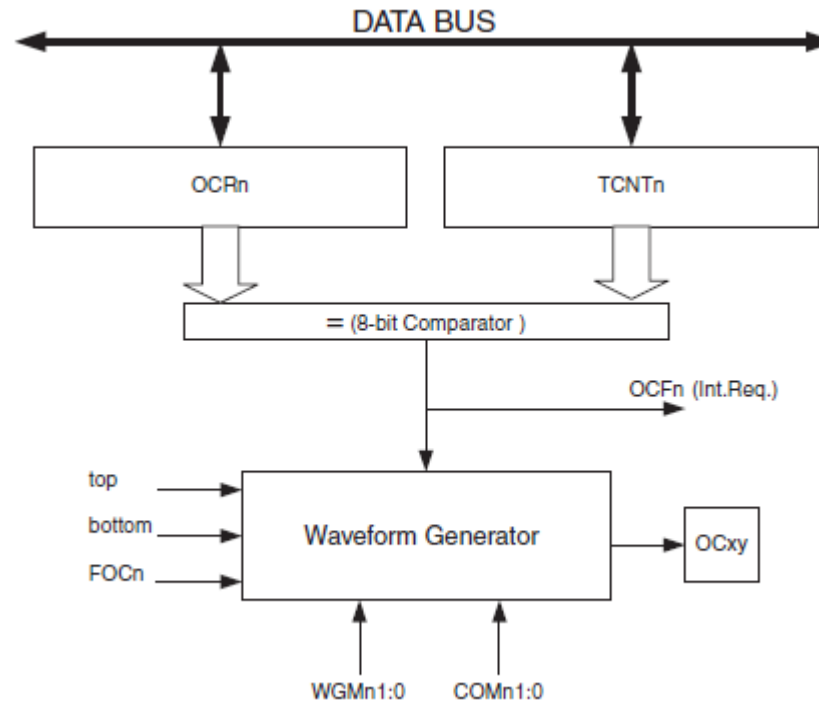 DATA BUS
OCRn
TCNTn
= (8-bit Comparator )
OCFn (Int.Req.)
top
bottom
FOCn
Waveform Generator
OCxy
WGMn1:0
COMn1:0